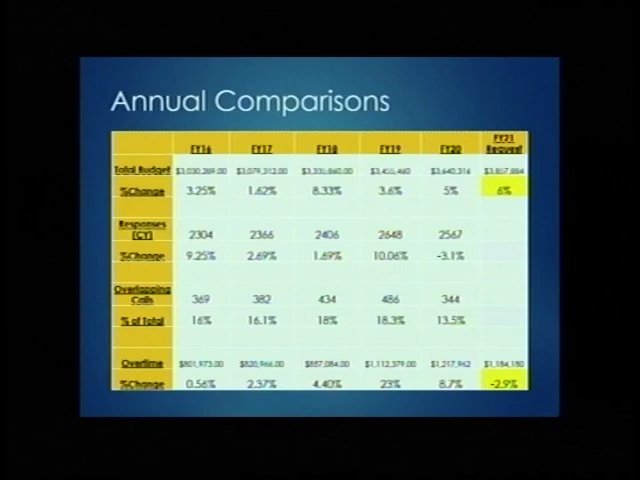 Annual Comparisons
FY16 FY17 FY18 FY19 FY20 FY21 Request
Total Budget $3,030,289.00 $3,079,312.00 $3,335,860.00 $3,455,460 $3,640,316 $3,857,884
%Change 3.25% 1.62% 8.33% 3.6% 5% 6%
Responses (CY) 2304 2366 2406 2648 2567
%Change 9.25% 2.69% 1.69% 10.06% -3.1%
Overlapping Calls 369 382 434 486 344
% of Total 16% 16.1% 18% 18.3% 13.5%
Overtime $801,973.00 $820,966.00 $857,084.00 $1,112,379.00 $1,217,962 $1,184,180
%Change 0.56% 2.37% 4.40% 23% 8.7% -2.9%